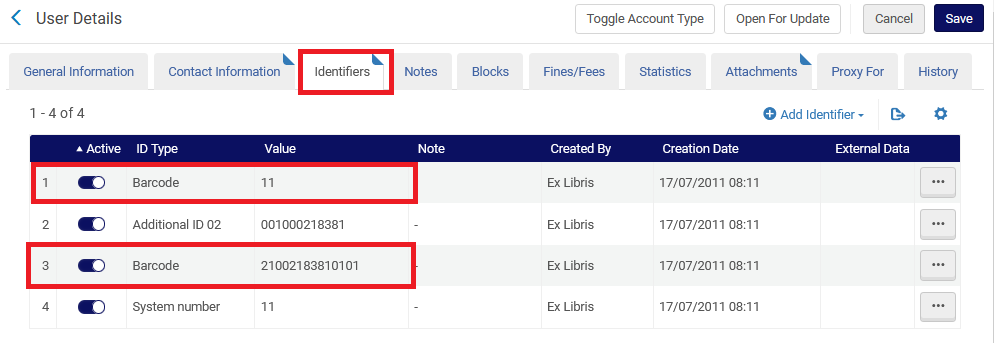 User Details Toggle Account Type Open For Update Cancel Save
General Information Contact Information Identifiers Notes Blocks Fines/Fees Statistics Attachments Proxy For History
1 - 4 of 4 Add Identifier
Active ID Type Value Note Created By Creation Date External Data
1 Barcode 11 Ex Libris 17/07/2011 08:11
2 Additional ID 02 001000218381 - Ex Libris 17/07/2011 08:11
3 Barcode 21002183810101 - Ex Libris 17/07/2011 08:11
4 System number 11 - Ex Libris 17/07/2011 08:11